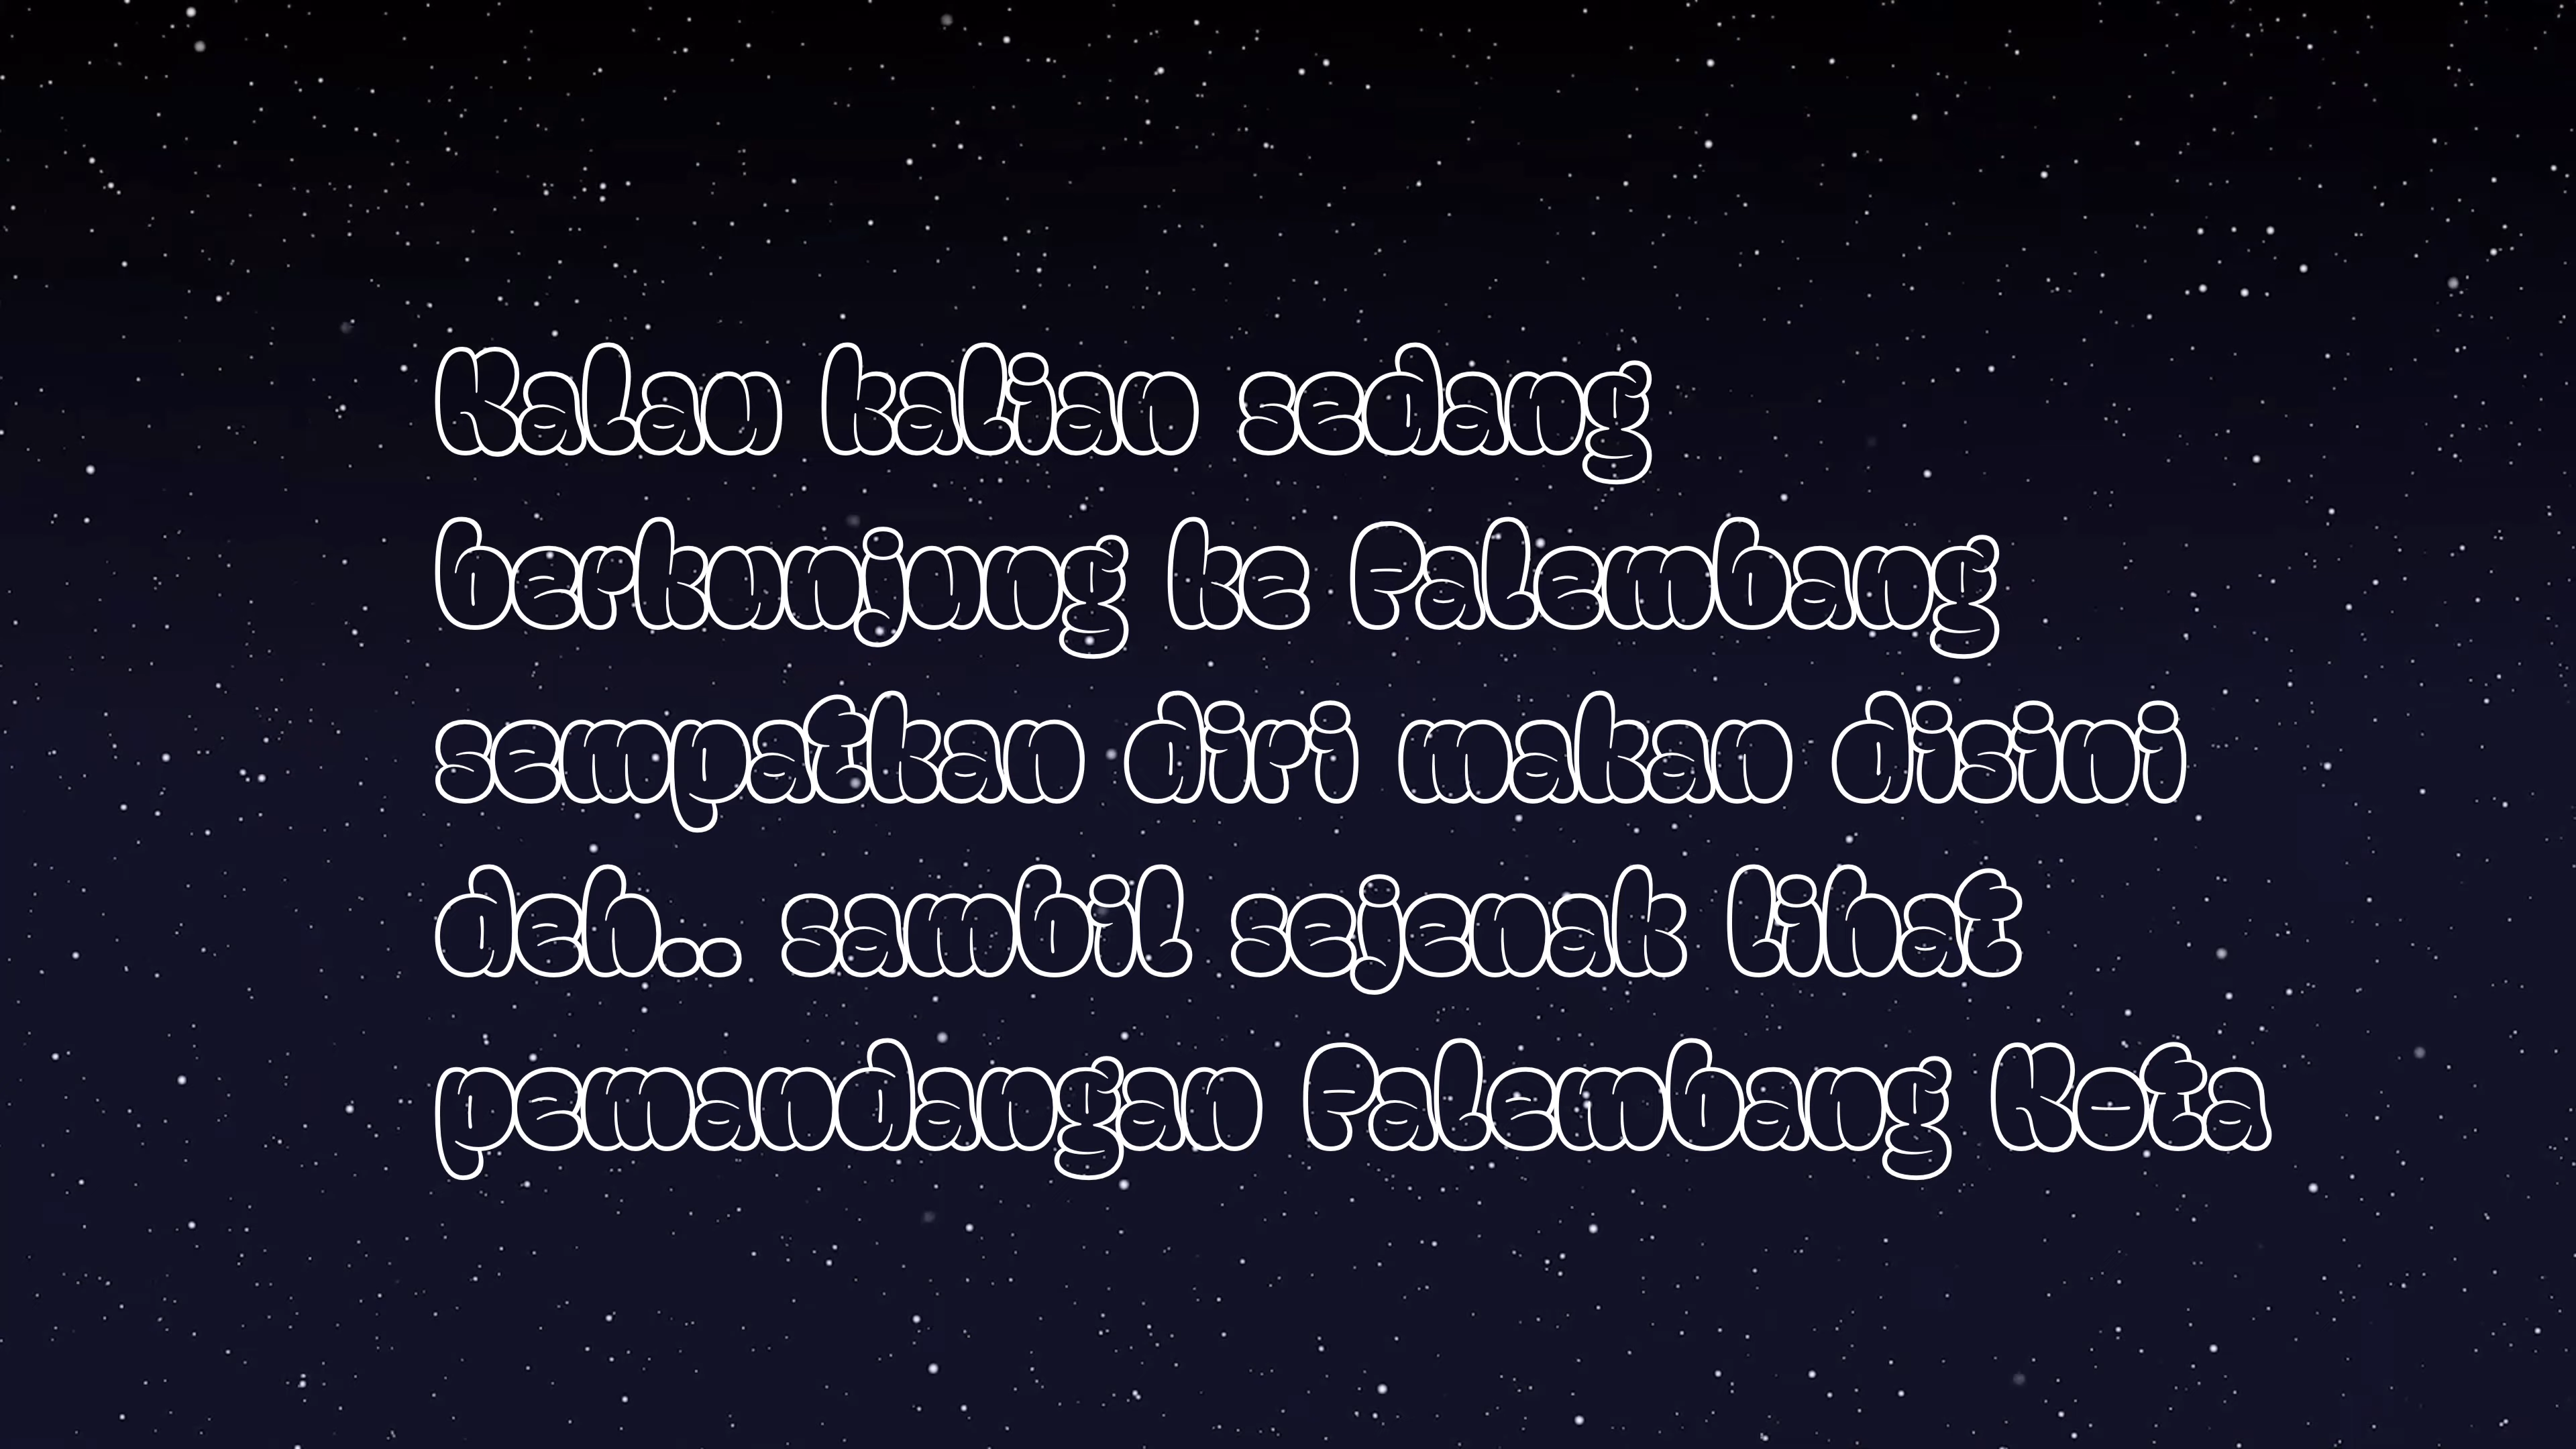 Kalau kalian sedang
berkunjung ke Palembang
sempatkan diri makan disini
deh.. sambil sejenak lihat
pemandangan Palembang Kota